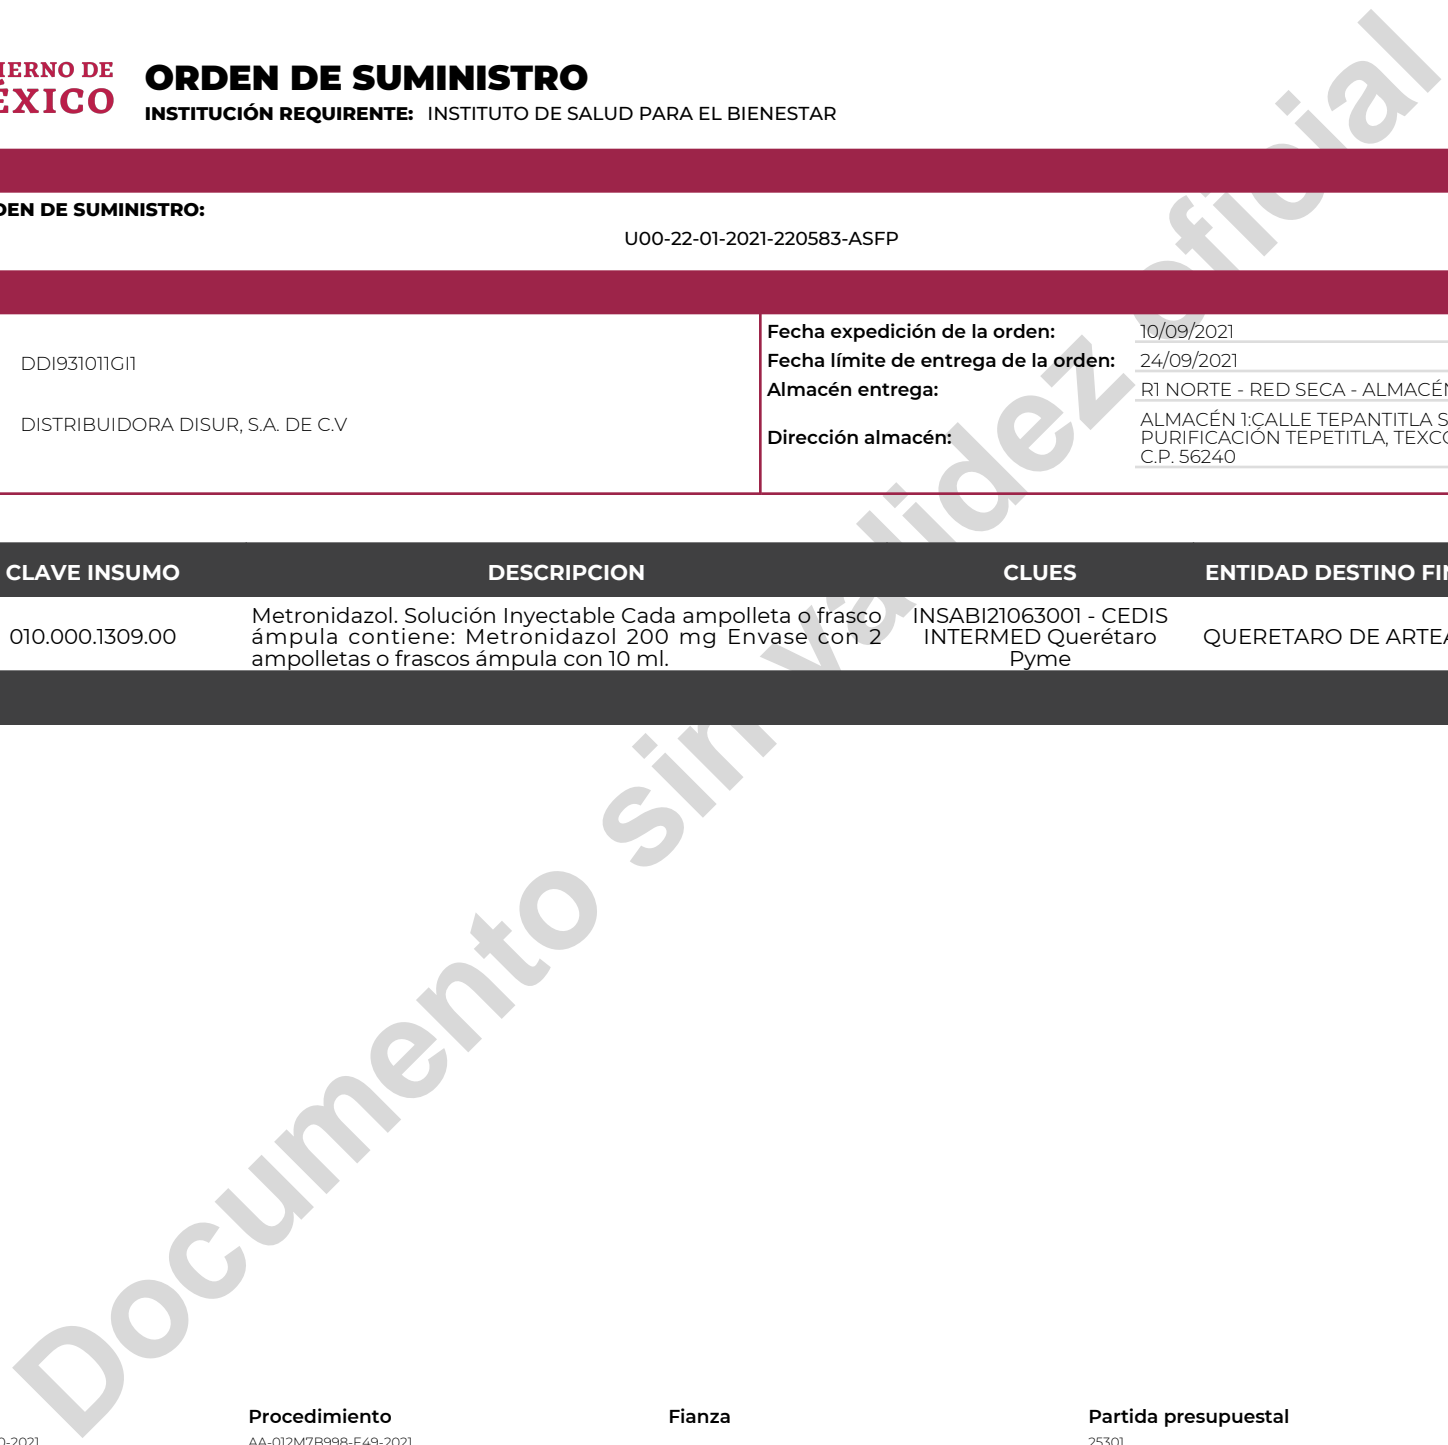 IERNO DE
ÉXICO
ORDEN DE SUMINISTRO
INSTITUCIÓN REQUIRENTE: INSTITUTO DE SALUD PARA EL BIENESTAR
DEN DE SUMINISTRO:
U00-22-01-2021-220583-ASFP
DDI931011GI1
DISTRIBUIDORA DISUR, S.A. DE C.V
Fecha expedición de la orden: 10/09/2021
Fecha límite de entrega de la orden: 24/09/2021
Almacén entrega: R1 NORTE - RED SECA - ALMACÉN
Dirección almacén: ALMACÉN 1:CALLE TEPANTITLA S
PURIFICACIÓN TEPETITLA, TEXCO
C.P. 56240
CLAVE INSUMO DESCRIPCION CLUES ENTIDAD DESTINO FIN
010.000.1309.00
Metronidazol. Solución Inyectable Cada ampolleta o frasco
ámpula contiene: Metronidazol 200 mg Envase con 2
ampolletas o frascos ámpula con 10 ml.
INSABI21063001 - CEDIS
INTERMED Querétaro
Pyme
QUERETARO DE ARTEA
Documento sin validez oficial
Procedimiento Fianza Partida presupuestal
0-2021 AA-012M7B998-E49-2021 25301